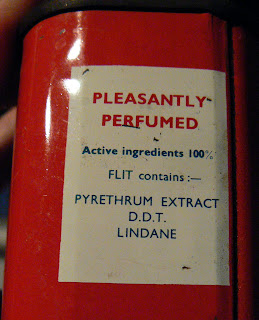 PLEASANTLY
PERFUMED
Active ingredients 100%
FLIT contains :—
PYRETHRUM EXTRACT
D.D.T.
LINDANE